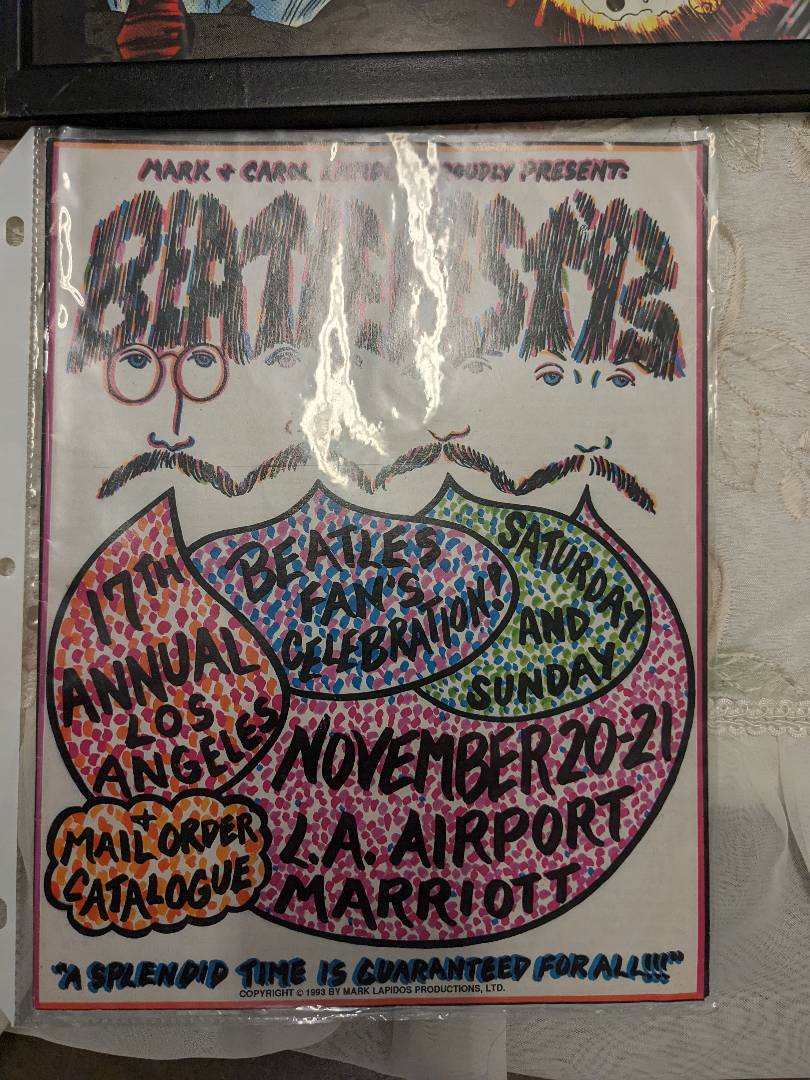 MARK + CAROL LAPIDOS PROUDLY PRESENT:
BEATLEFEST '93
17TH
ANNUAL
LOS
ANGELES
BEATLES
FAN'S
CELEBRATION!
SATURDAY
AND
SUNDAY
NOVEMBER 20-21
L.A. AIRPORT
MARRIOTT
+
MAIL ORDER
CATALOGUE
"A SPLENDID TIME IS GUARANTEED FOR ALL!!!"
COPYRIGHT © 1993 BY MARK LAPIDOS PRODUCTIONS, LTD.